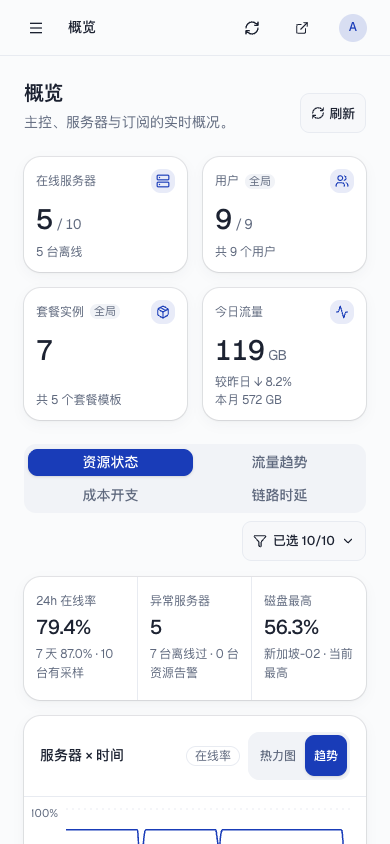 概览
A
概览
主控、服务器与订阅的实时概况。
刷新
在线服务器
5 / 10
5 台离线
用户 全局
9 / 9
共 9 个用户
套餐实例 全局
7
共 5 个套餐模板
今日流量
119 GB
较昨日 ↓ 8.2%
本月 572 GB
资源状态
流量趋势
成本开支
链路时延
已选 10/10
24h 在线率
79.4%
7 天 87.0% · 10
台有采样
异常服务器
5
7 台离线过 · 0 台
资源告警
磁盘最高
56.3%
新加坡-02 · 当前
最高
服务器 × 时间
在线率
热力图
趋势
100%